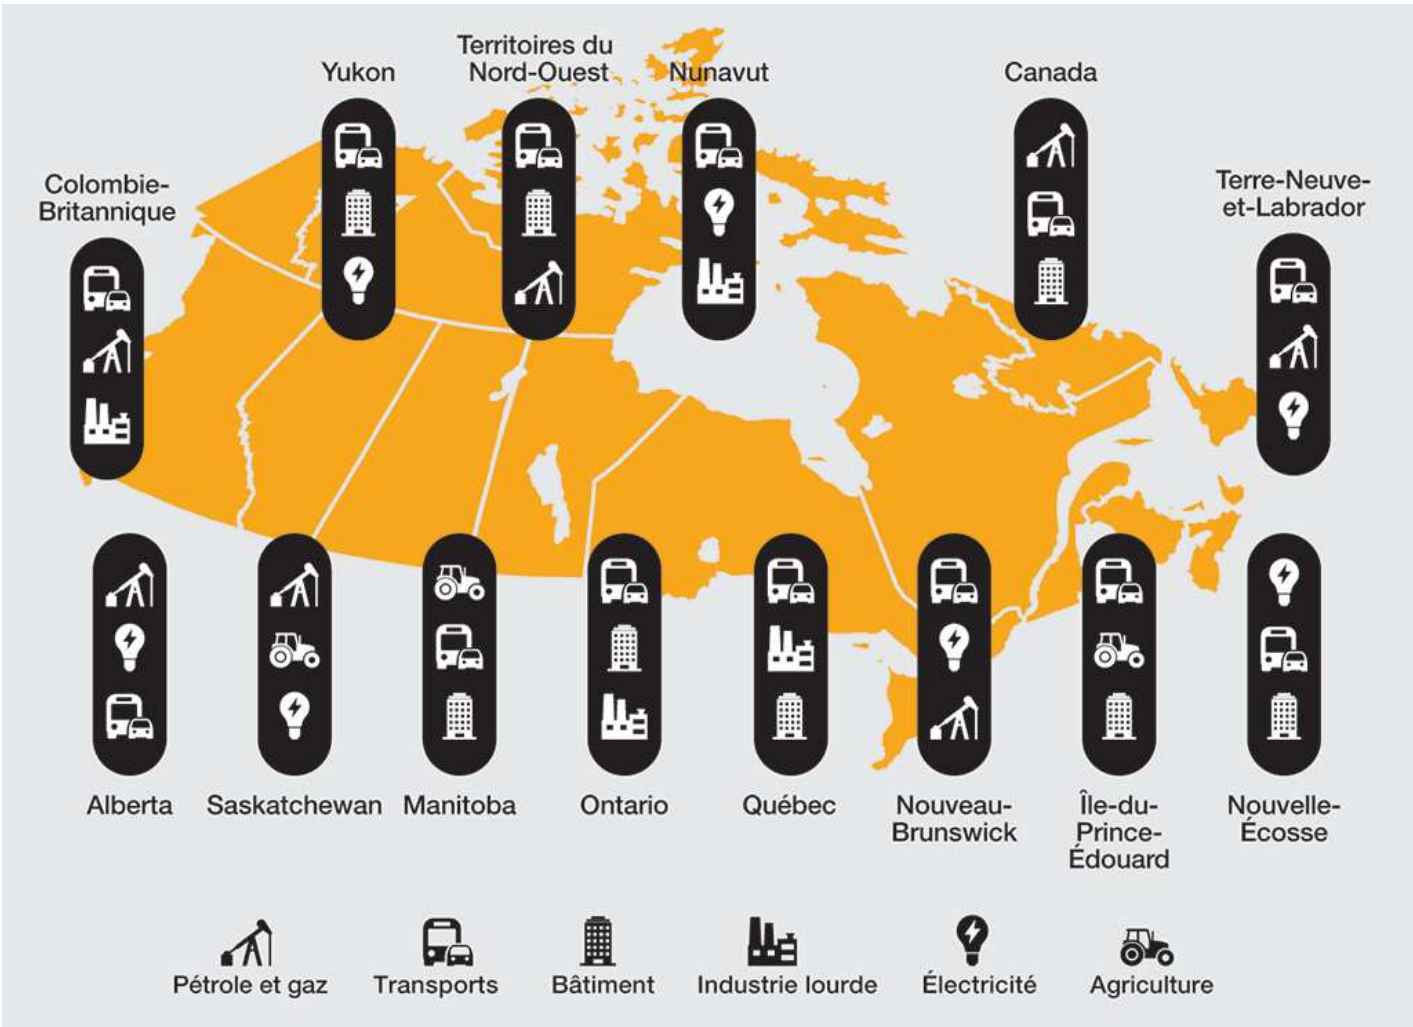 Yukon
Territoires du
Nord-Ouest
Nunavut
Canada
Colombie-
Britannique
Terre-Neuve-
et-Labrador
Alberta
Saskatchewan
Manitoba
Ontario
Québec
Nouveau-
Brunswick
Île-du-
Prince-
Édouard
Nouvelle-
Écosse
Pétrole et gaz
Transports
Bâtiment
Industrie lourde
Électricité
Agriculture